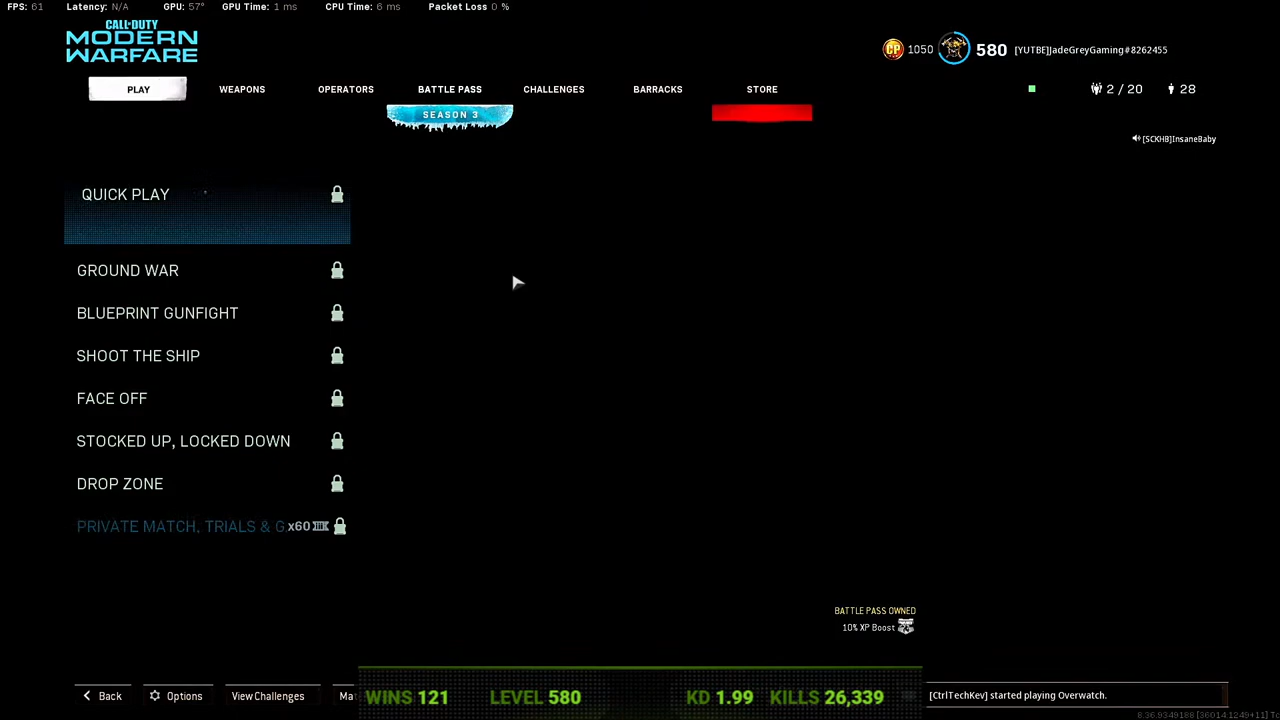 FPS: 61 Latency: N/A GPU: 57° GPU Time: 1 ms CPU Time: 6 ms Packet Loss 0 %
CALL OF DUTY
MODERN
WARFARE
CP 1050 580 [YUTBE]JadeGreyGaming#8262455
PLAY WEAPONS OPERATORS BATTLE PASS CHALLENGES BARRACKS STORE 2 / 20 28
SEASON 3
[SCKHB]InsaneBaby
QUICK PLAY
GROUND WAR
BLUEPRINT GUNFIGHT
SHOOT THE SHIP
FACE OFF
STOCKED UP, LOCKED DOWN
DROP ZONE
PRIVATE MATCH, TRIALS & G x60
BATTLE PASS OWNED
10% XP Boost
Back Options View Challenges Ma
WINS 121 LEVEL 580 KD 1.99 KILLS 26,339
[CtrlTechKev] started playing Overwatch.